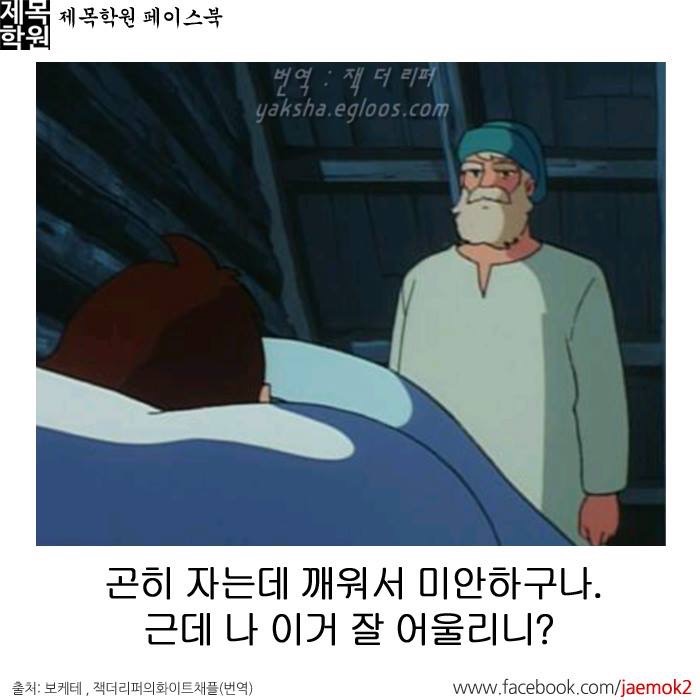 제목
학원
제목학원 페이스북
번역 : 잭 더 리퍼
yaksha.egloos.com
곤히 자는데 깨워서 미안하구나.
근데 나 이거 잘 어울리니?
출처: 보케테 , 잭더리퍼의화이트채플(번역)
www.facebook.com/jaemok2